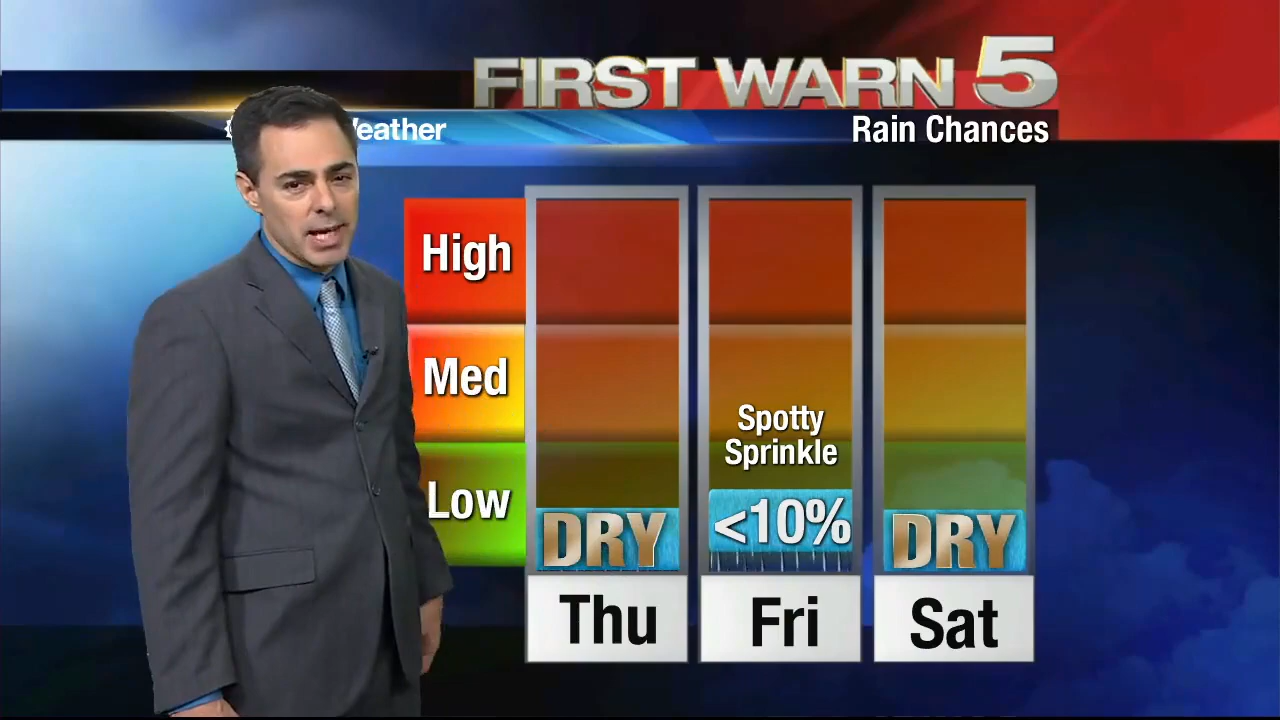 FIRST WARN 5
Weather
Rain Chances
High
Med
Low
Spotty
Sprinkle
DRY
<10%
DRY
Thu
Fri
Sat